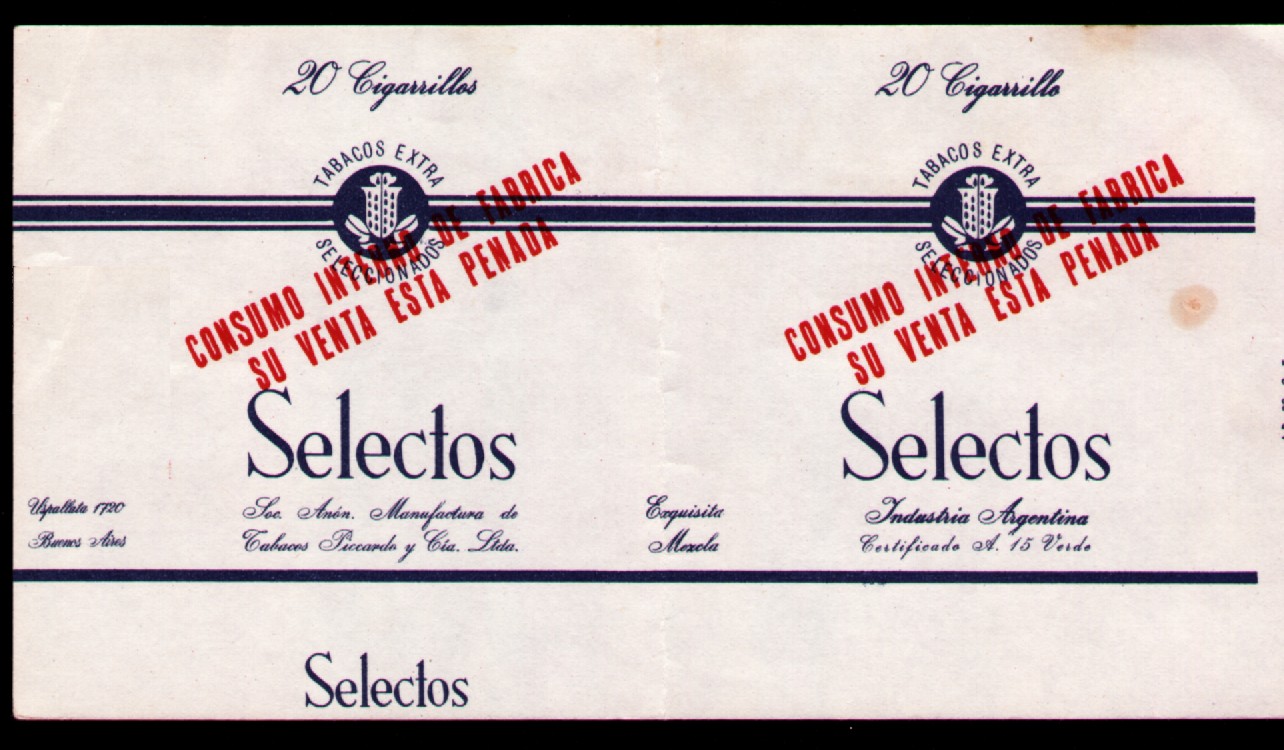 20 Cigarrillos
TABACOS EXTRA
SELECCIONADOS
CONSUMO INTERNO DE FABRICA
SU VENTA ESTA PENADA
Selectos
Uspallata 1720
Buenos Aires
Soc. Anón. Manufactura de
Tabacos Piccardo y Cía. Ltda.
Selectos
20 Cigarrillo
TABACOS EXTRA
SELECCIONADOS
CONSUMO INTERNO DE FABRICA
SU VENTA ESTA PENADA
Selectos
Exquisita
Mezcla
Industria Argentina
Certificado A. 15 Verde